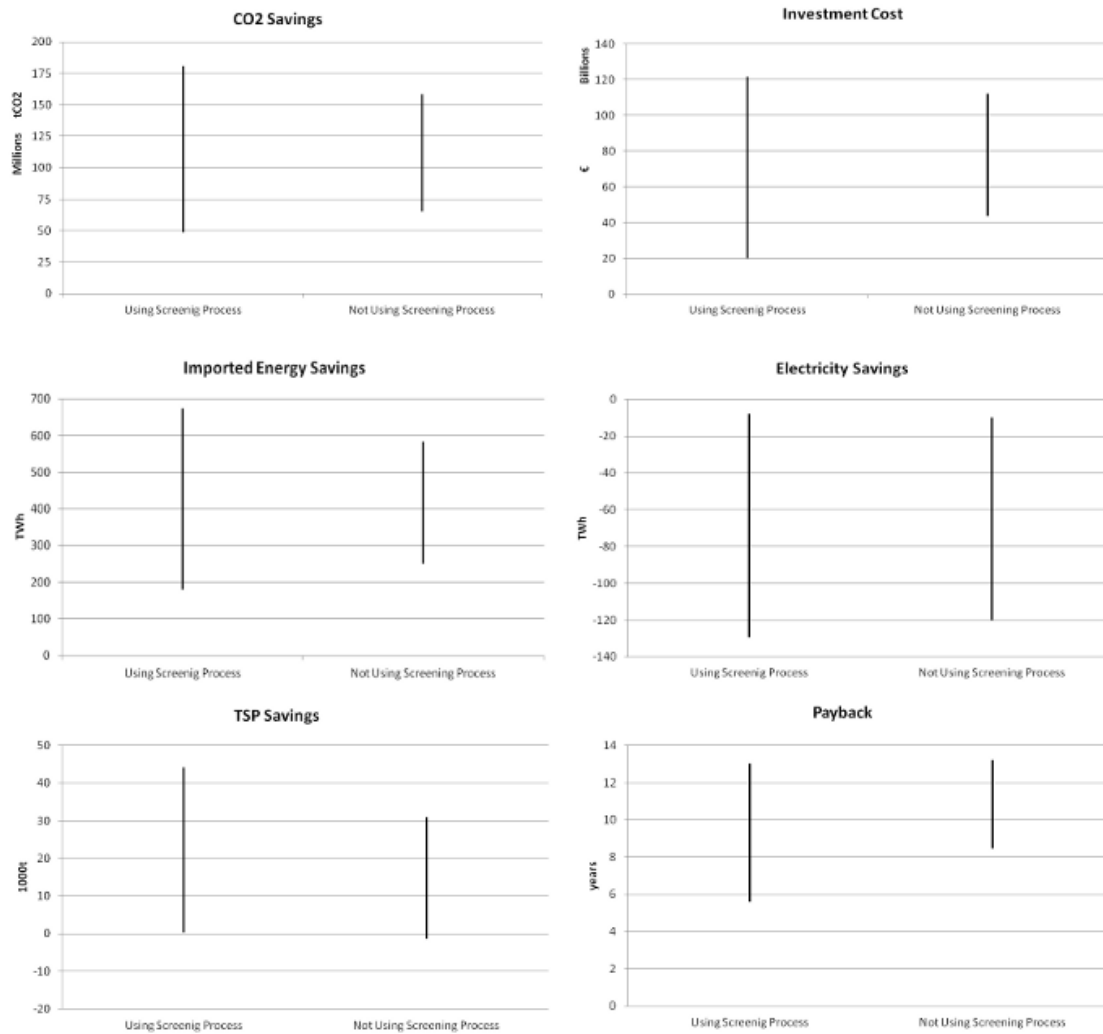 CO2 Savings
Millions tCO2
200
175
150
125
100
75
50
25
0
Using Screenig Process
Not Using Screening Process
Investment Cost
€ Billions
140
120
100
80
60
40
20
0
Using Screenig Process
Not Using Screening Process
Imported Energy Savings
TWh
700
600
500
400
300
200
100
0
Using Screenig Process
Not Using Screening Process
Electricity Savings
TWh
0
-20
-40
-60
-80
-100
-120
-140
Using Screenig Process
Not Using Screening Process
TSP Savings
1000t
50
40
30
20
10
0
-10
-20
Using Screenig Process
Not Using Screening Process
Payback
years
14
12
10
8
6
4
2
0
Using Screenig Process
Not Using Screening Process